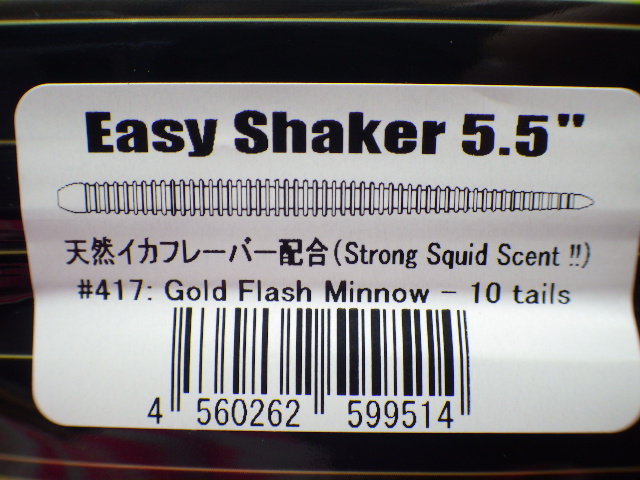 Easy Shaker 5.5"
天然イカフレーバー配合(Strong Squid Scent !!)
#417: Gold Flash Minnow - 10 tails
4 560262 599514